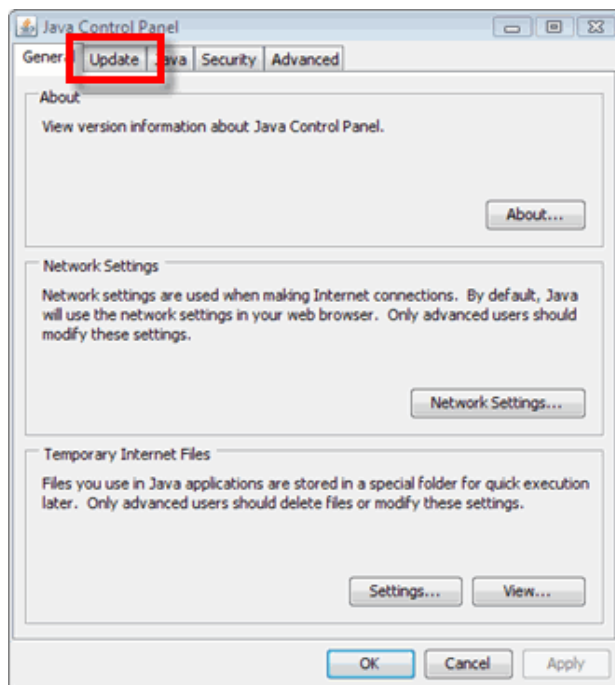 Java Control Panel
General Update Java Security Advanced
About
View version information about Java Control Panel.
About...
Network Settings
Network settings are used when making Internet connections. By default, Java
will use the network settings in your web browser. Only advanced users should
modify these settings.
Network Settings...
Temporary Internet Files
Files you use in Java applications are stored in a special folder for quick execution
later. Only advanced users should delete files or modify these settings.
Settings... View...
OK Cancel Apply